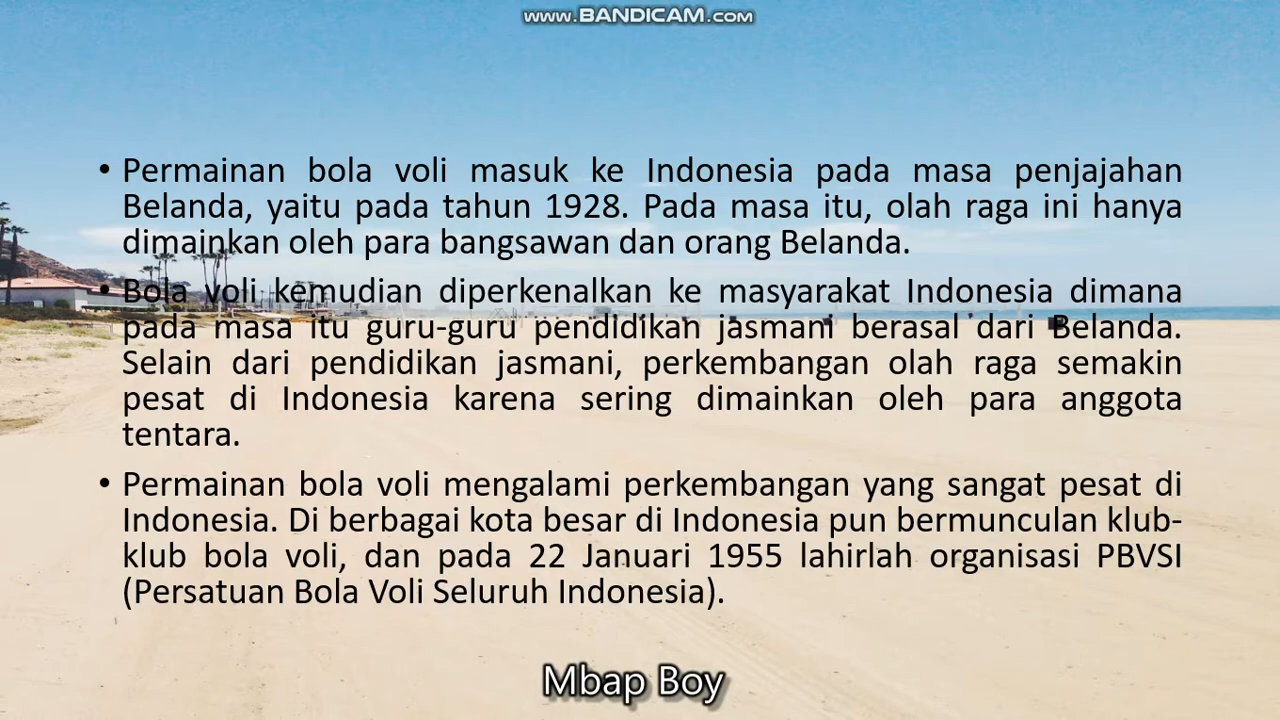 www.BANDICAM.com
• Permainan bola voli masuk ke Indonesia pada masa penjajahan
Belanda, yaitu pada tahun 1928. Pada masa itu, olah raga ini hanya
dimainkan oleh para bangsawan dan orang Belanda.
• Bola voli kemudian diperkenalkan ke masyarakat Indonesia dimana
pada masa itu guru-guru pendidikan jasmani berasal dari Belanda.
Selain dari pendidikan jasmani, perkembangan olah raga semakin
pesat di Indonesia karena sering dimainkan oleh para anggota
tentara.
• Permainan bola voli mengalami perkembangan yang sangat pesat di
Indonesia. Di berbagai kota besar di Indonesia pun bermunculan klub-
klub bola voli, dan pada 22 Januari 1955 lahirlah organisasi PBVSI
(Persatuan Bola Voli Seluruh Indonesia).
Mbap Boy